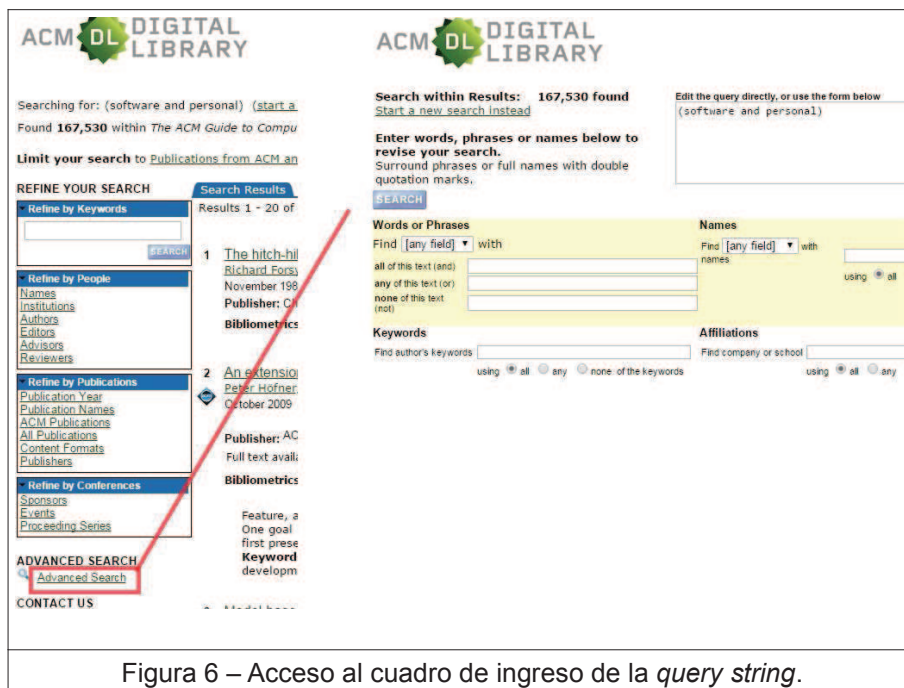 ACM DL DIGITAL LIBRARY
Searching for: (software and personal) (start a
Found 167,530 within The ACM Guide to Compu
Limit your search to Publications from ACM an
REFINE YOUR SEARCH
Refine by Keywords
SEARCH
Refine by People
Names
Institutions
Authors
Editors
Advisors
Reviewers
Refine by Publications
Publication Year
Publication Names
ACM Publications
All Publications
Content Formats
Publishers
Refine by Conferences
Sponsors
Events
Proceeding Series
ADVANCED SEARCH
Advanced Search
CONTACT US
Search Results
Results 1 - 20 of
1 The hitch-hi
Richard Forsy
November 198
Publisher: C
Bibliometrics
2 An extension
Peter Höfner,
October 2009
Publisher: AC
Full text availa
Bibliometrics
Feature, a
One goal
first prese
Keyword
developm
ACM DL DIGITAL LIBRARY
Search within Results: 167,530 found
Start a new search instead
Enter words, phrases or names below to
revise your search.
Surround phrases or full names with double
quotation marks.
SEARCH
Edit the query directly, or use the form below
(software and personal)
Words or Phrases
Find [any field] ▼ with
all of this text (and)
any of this text (or)
none of this text
(not)
Names
Find [any field] ▼ with
names
using all
Keywords
Find author's keywords
using all any none of the keywords
Affiliations
Find company or school
using all any
Figura 6 – Acceso al cuadro de ingreso de la query string.